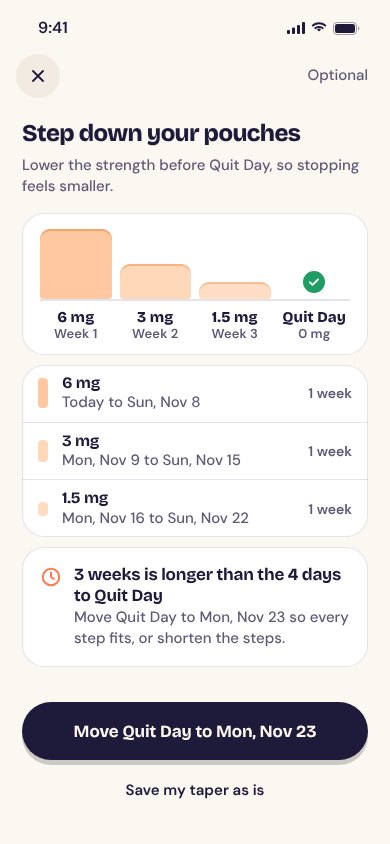 9:41
Optional
Step down your pouches
Lower the strength before Quit Day, so stopping
feels smaller.
6 mg
Week 1
3 mg
Week 2
1.5 mg
Week 3
Quit Day
0 mg
6 mg
Today to Sun, Nov 8
1 week
3 mg
Mon, Nov 9 to Sun, Nov 15
1 week
1.5 mg
Mon, Nov 16 to Sun, Nov 22
1 week
3 weeks is longer than the 4 days
to Quit Day
Move Quit Day to Mon, Nov 23 so every
step fits, or shorten the steps.
Move Quit Day to Mon, Nov 23
Save my taper as is